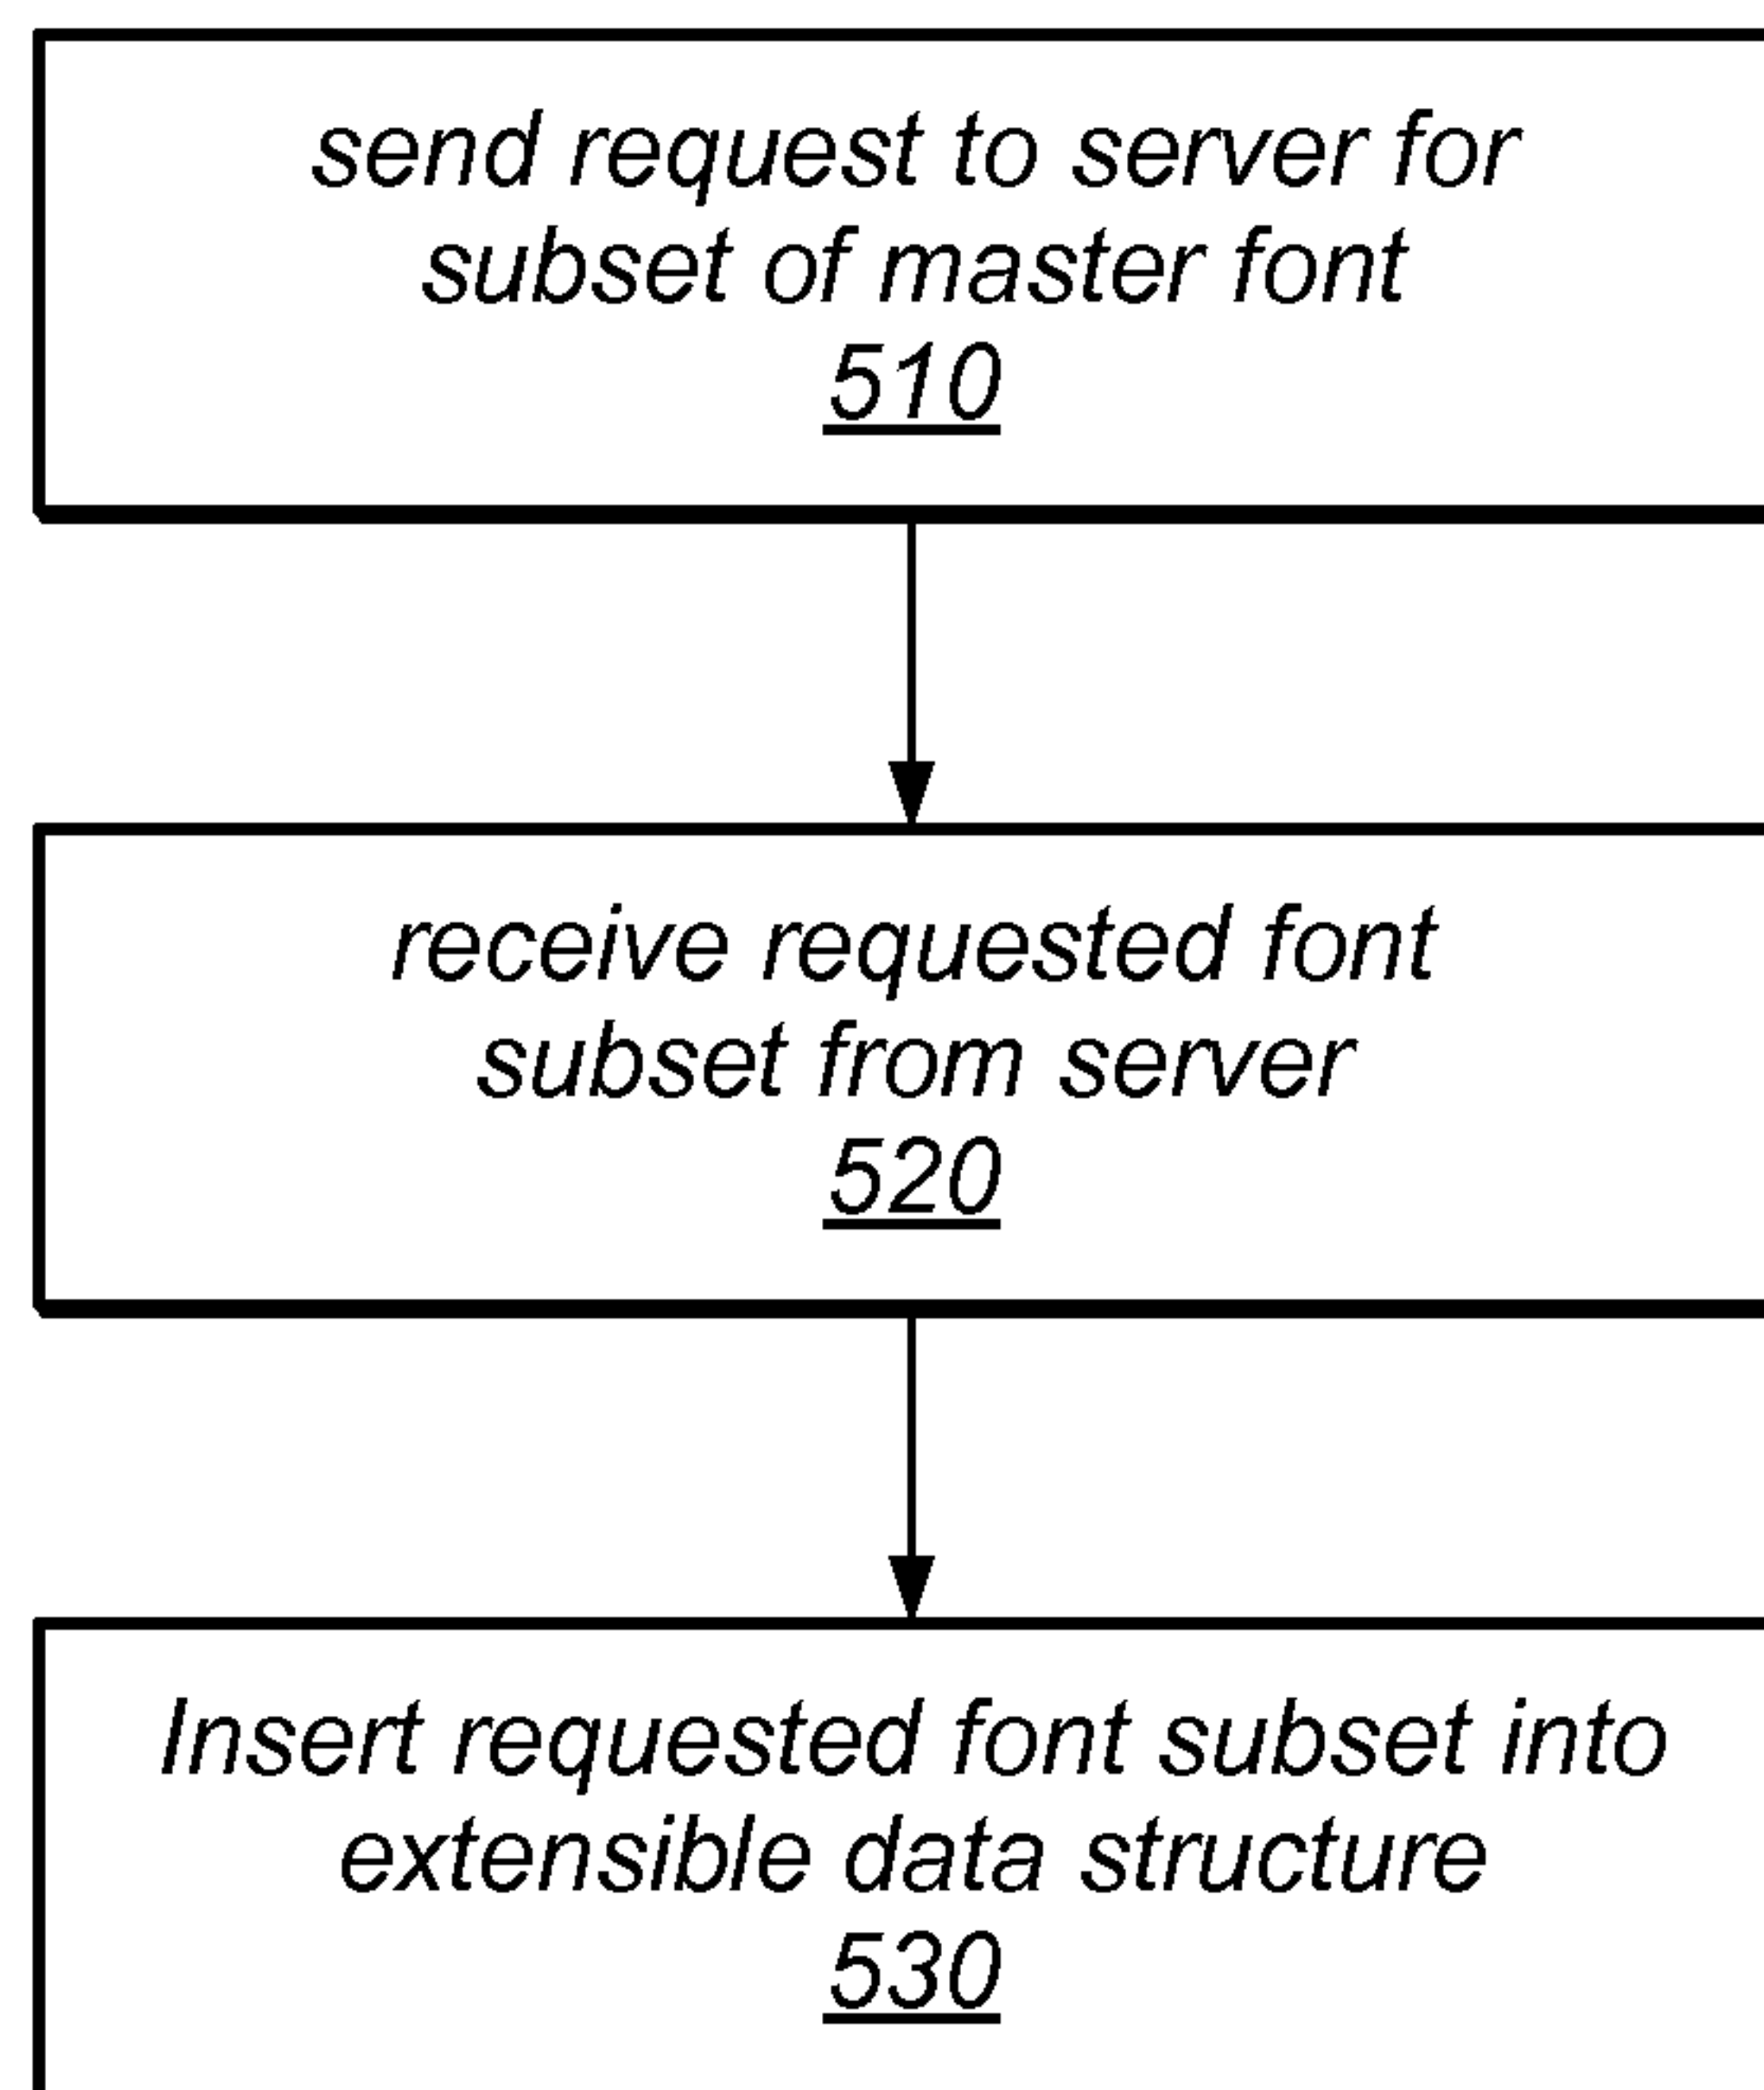 send request to server for
subset of master font
510
receive requested font
subset from server
520
Insert requested font subset into
extensible data structure
530